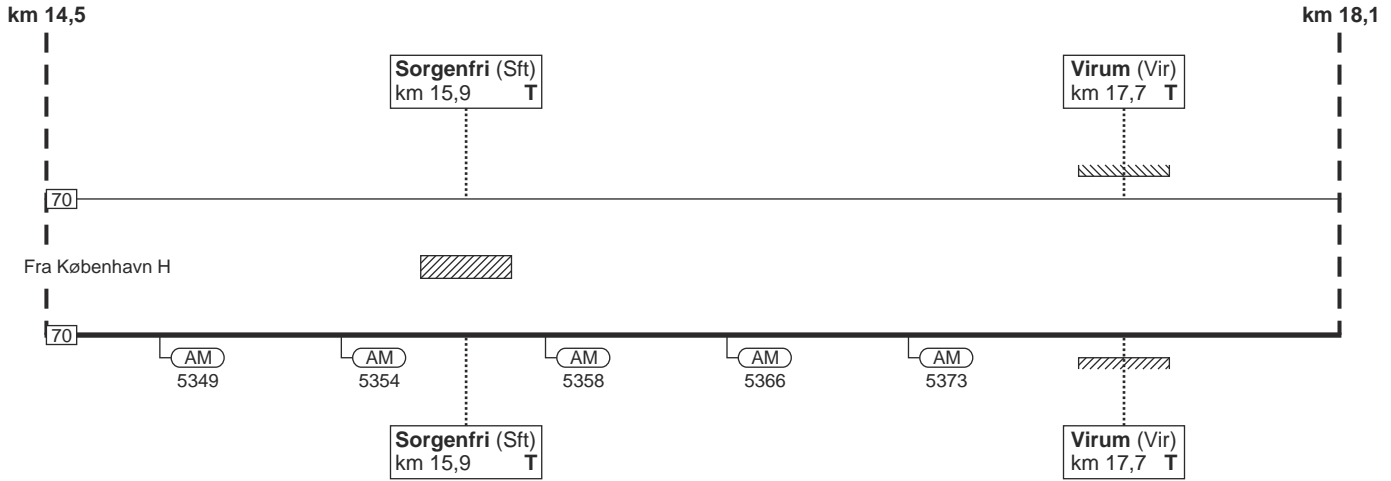 km 14,5
km 18,1
Sorgenfri (Sft)
km 15,9 T
Virum (Vir)
km 17,7 T
70
Fra København H
70
AM
5349
AM
5354
AM
5358
AM
5366
AM
5373
Sorgenfri (Sft)
km 15,9 T
Virum (Vir)
km 17,7 T